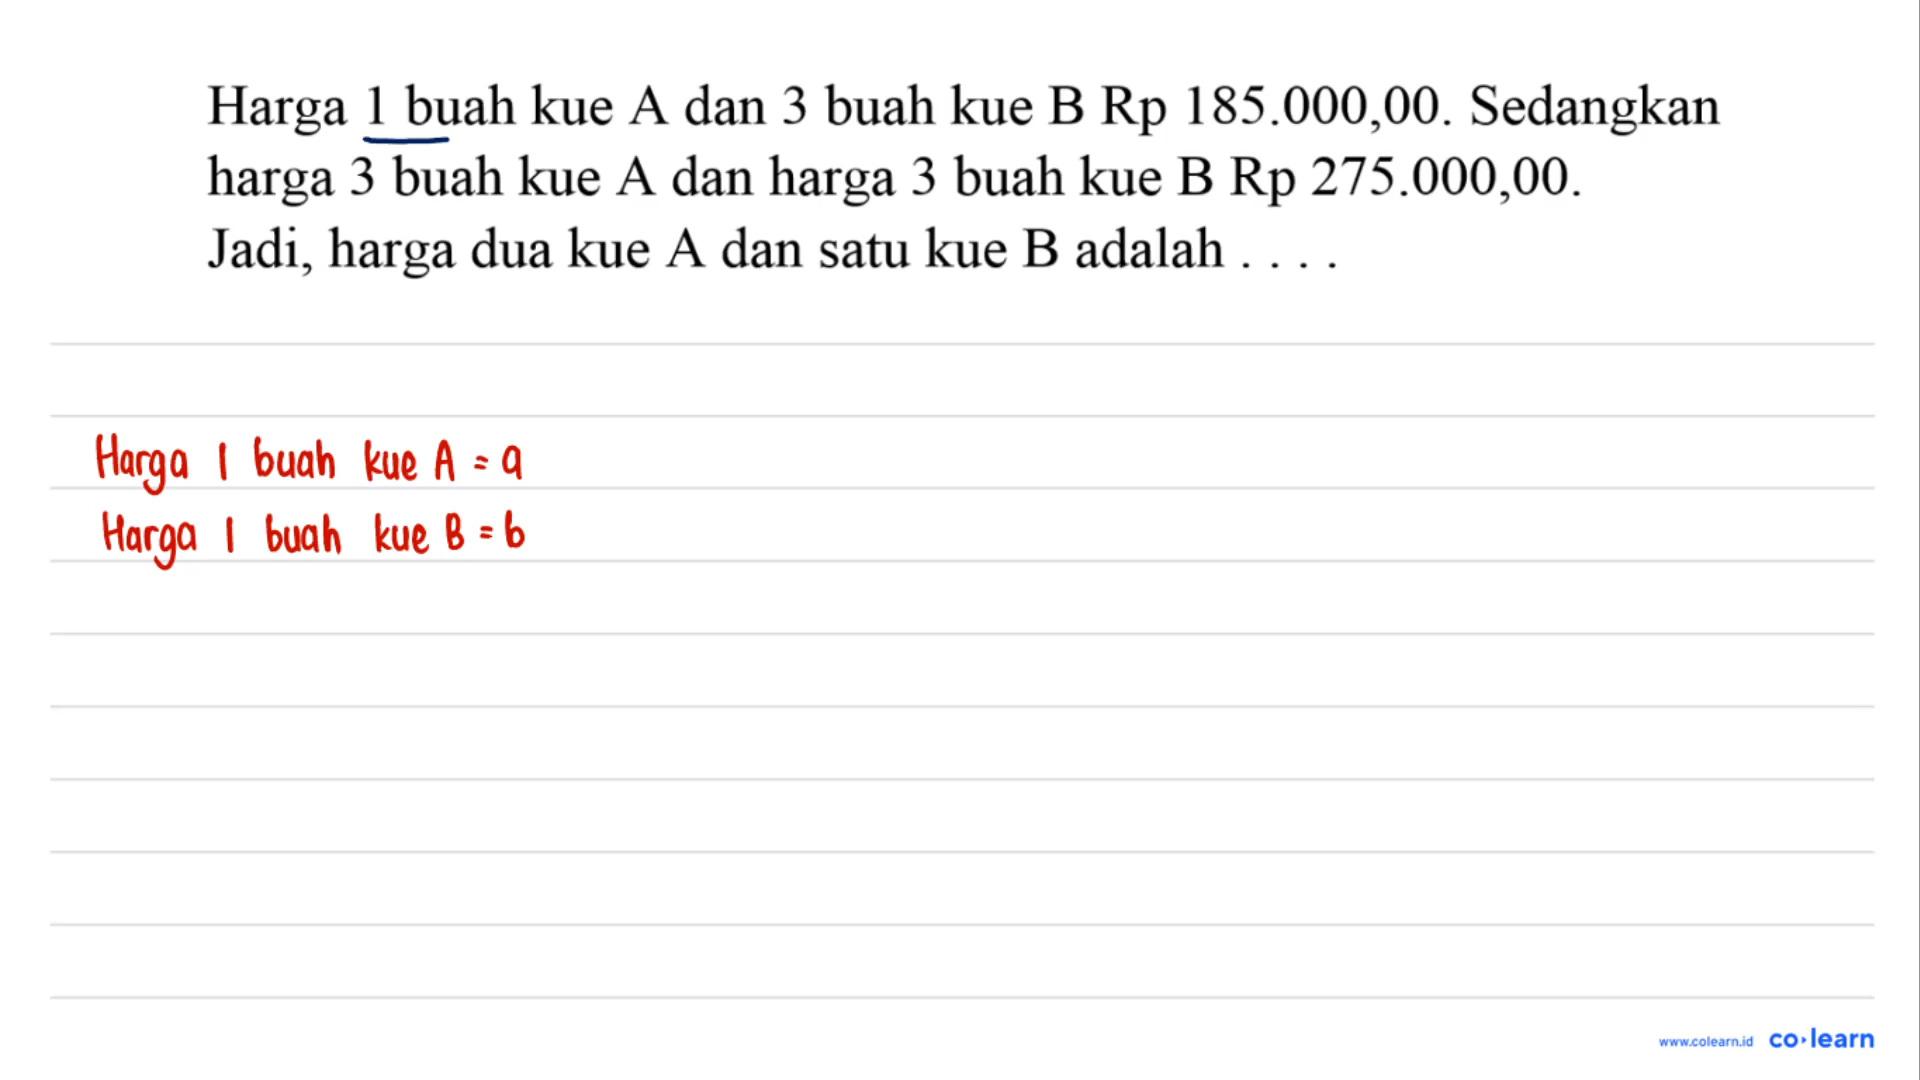 Harga 1 buah kue A dan 3 buah kue B Rp 185.000,00. Sedangkan
harga 3 buah kue A dan harga 3 buah kue B Rp 275.000,00.
Jadi, harga dua kue A dan satu kue B adalah . . . .
Harga 1 buah kue A = a
Harga 1 buah kue B = b
www.colearn.id co learn